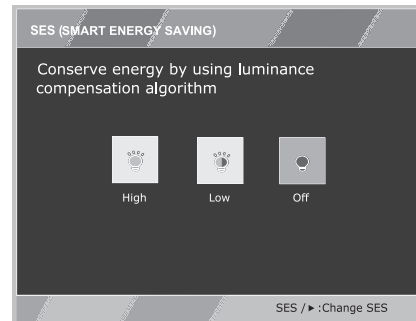 SES (SMART ENERGY SAVING)
Conserve energy by using luminance
compensation algorithm
High Low Off
SES / ▶ :Change SES